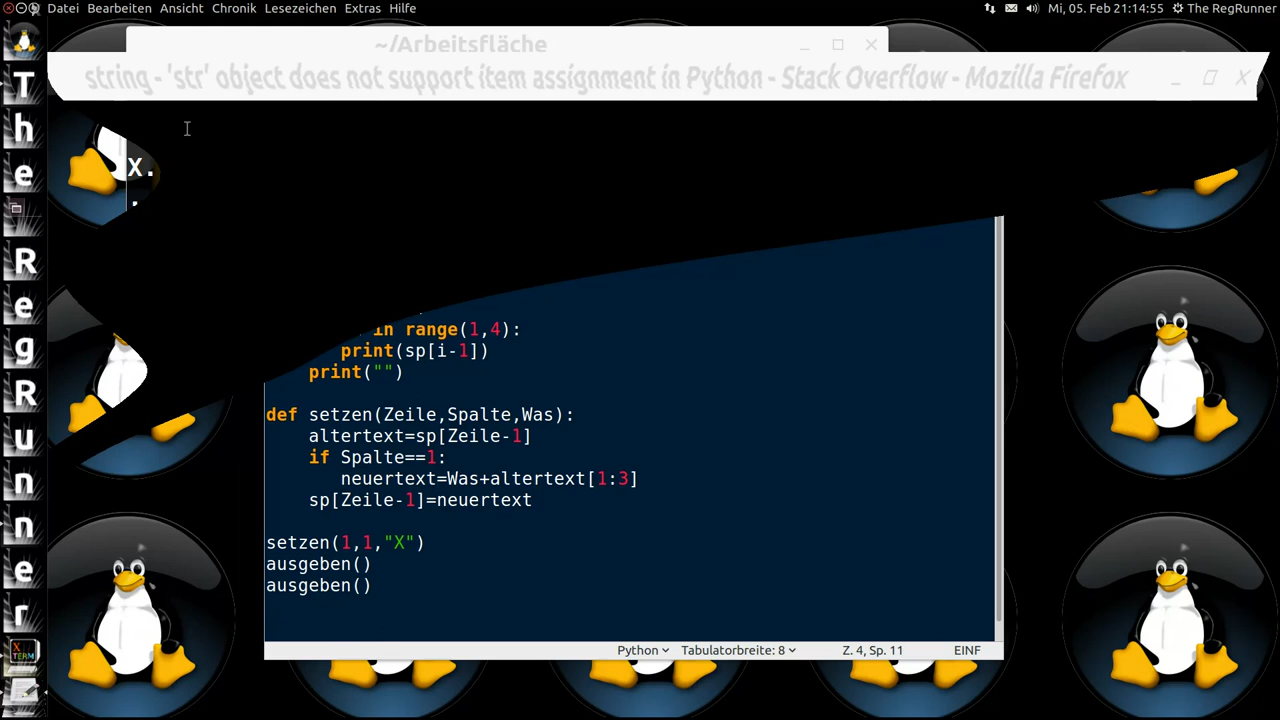 Datei Bearbeiten Ansicht Chronik Lesezeichen Extras Hilfe
Mi, 05. Feb 21:14:55 The RegRunner
~/Arbeitsfläche
string - 'str' object does not support item assignment in Python - Stack Overflow - Mozilla Firefox
T
h
e
R
e
g
R
u
n
n
e
r
X TERM
X.
in range(1,4):
print(sp[i-1])
print("")
def setzen(Zeile,Spalte,Was):
altertext=sp[Zeile-1]
if Spalte==1:
neuertext=Was+altertext[1:3]
sp[Zeile-1]=neuertext
setzen(1,1,"X")
ausgeben()
ausgeben()
Python Tabulatorbreite: 8 Z. 4, Sp. 11 EINF